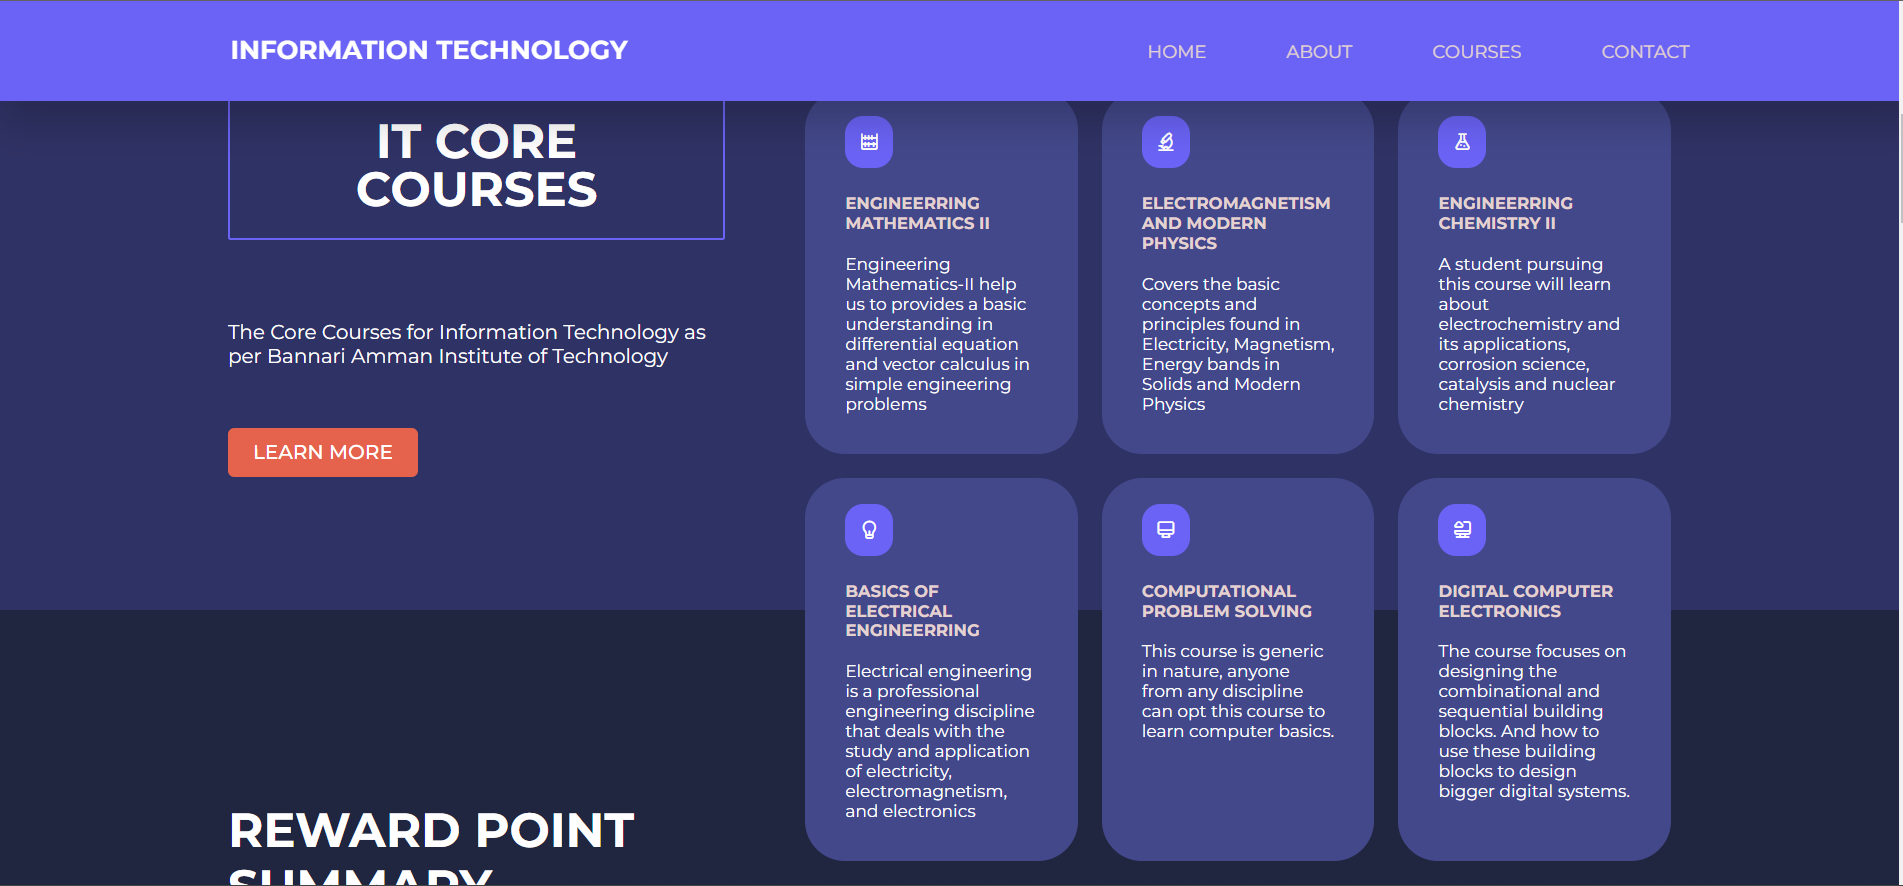 INFORMATION TECHNOLOGY
HOME
ABOUT
COURSES
CONTACT
IT CORE
COURSES
The Core Courses for Information Technology as
per Bannari Amman Institute of Technology
LEARN MORE
ENGINEERRING
MATHEMATICS II
Engineering
Mathematics-II help
us to provides a basic
understanding in
differential equation
and vector calculus in
simple engineering
problems
ELECTROMAGNETISM
AND MODERN
PHYSICS
Covers the basic
concepts and
principles found in
Electricity, Magnetism,
Energy bands in
Solids and Modern
Physics
ENGINEERRING
CHEMISTRY II
A student pursuing
this course will learn
about
electrochemistry and
its applications,
corrosion science,
catalysis and nuclear
chemistry
BASICS OF
ELECTRICAL
ENGINEERRING
Electrical engineering
is a professional
engineering discipline
that deals with the
study and application
of electricity,
electromagnetism,
and electronics
COMPUTATIONAL
PROBLEM SOLVING
This course is generic
in nature, anyone
from any discipline
can opt this course to
learn computer basics.
DIGITAL COMPUTER
ELECTRONICS
The course focuses on
designing the
combinational and
sequential building
blocks. And how to
use these building
blocks to design
bigger digital systems.
REWARD POINT
SUMMARY